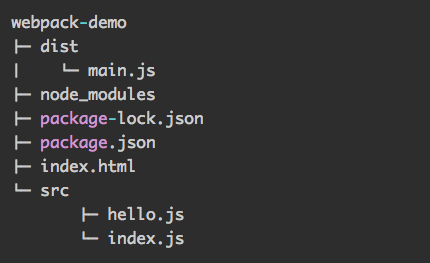 webpack-demo
├─ dist
|    └─ main.js
├─ node_modules
├─ package-lock.json
├─ package.json
├─ index.html
└─ src
       ├─ hello.js
       └─ index.js